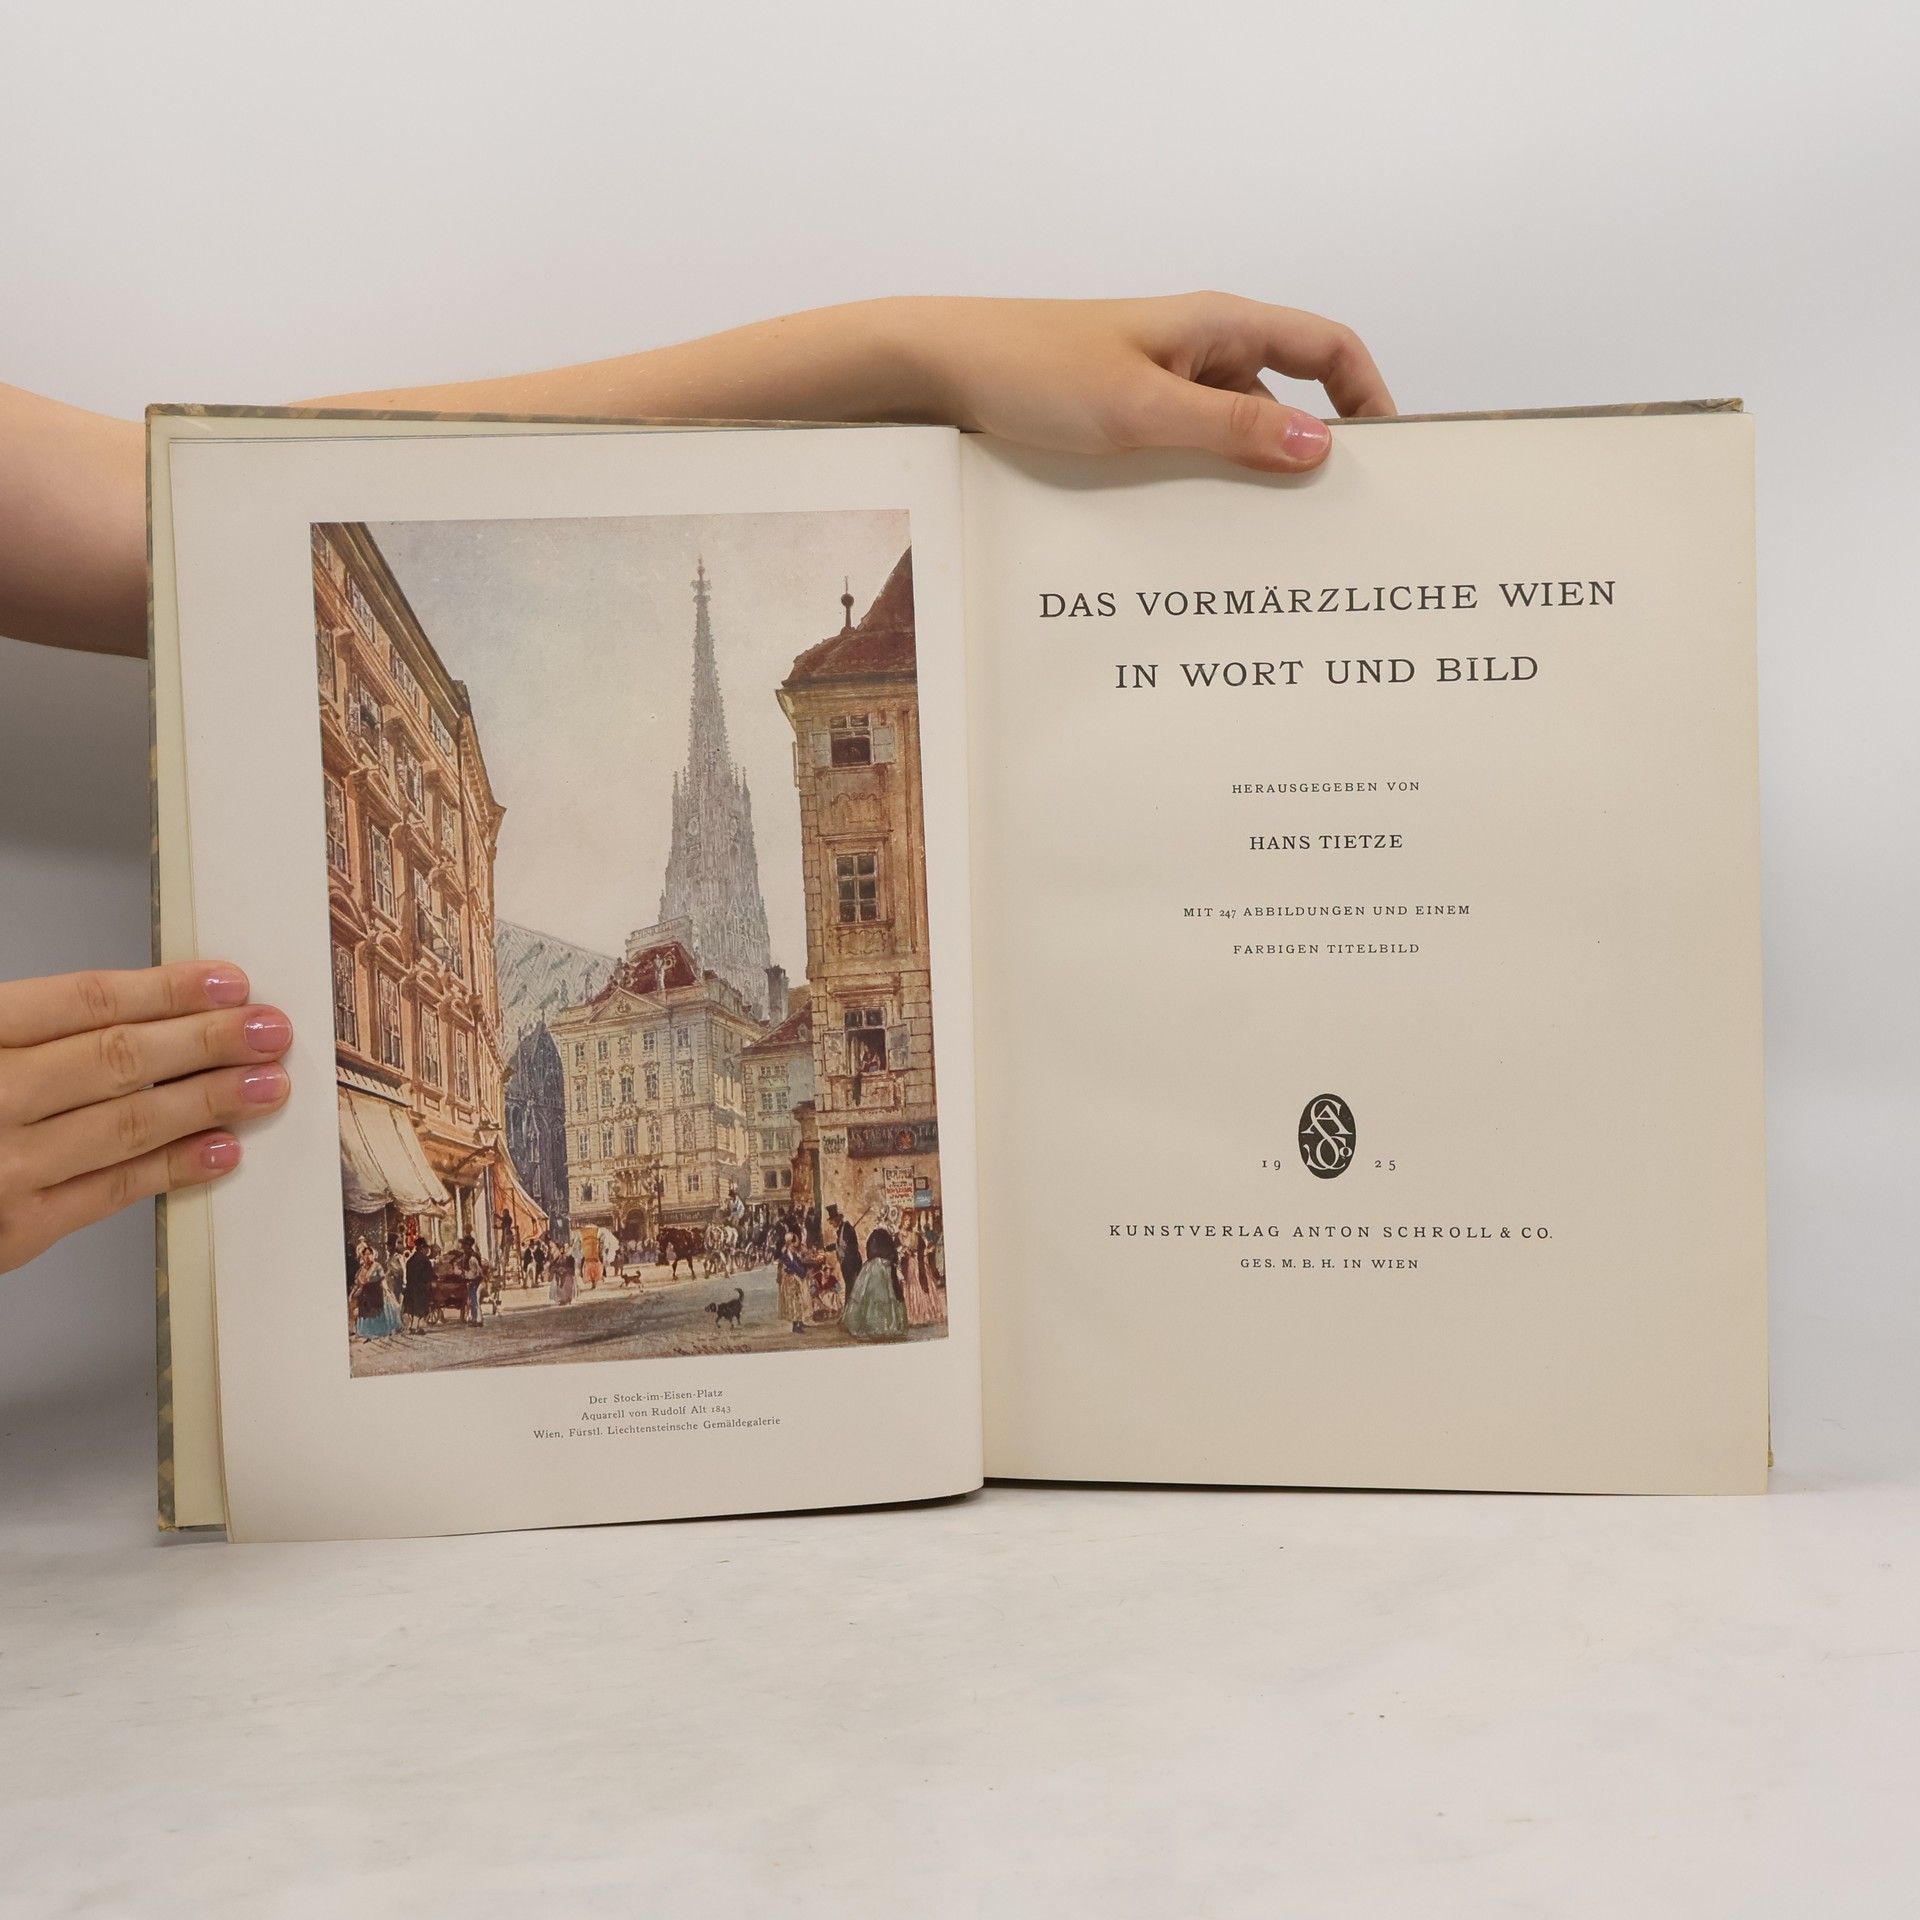 Der Stock-im-Eisen-Platz
Aquarell von Rudolf Alt 1843
Wien, Fürstl. Liechtensteinsche Gemäldegalerie
DAS VORMÄRZLICHE WIEN
IN WORT UND BILD
HERAUSGEGEBEN VON
HANS TIETZE
MIT 247 ABBILDUNGEN UND EINEM
FARBIGEN TITELBILD
19 25
KUNSTVERLAG ANTON SCHROLL & CO.
GES. M. B. H. IN WIEN